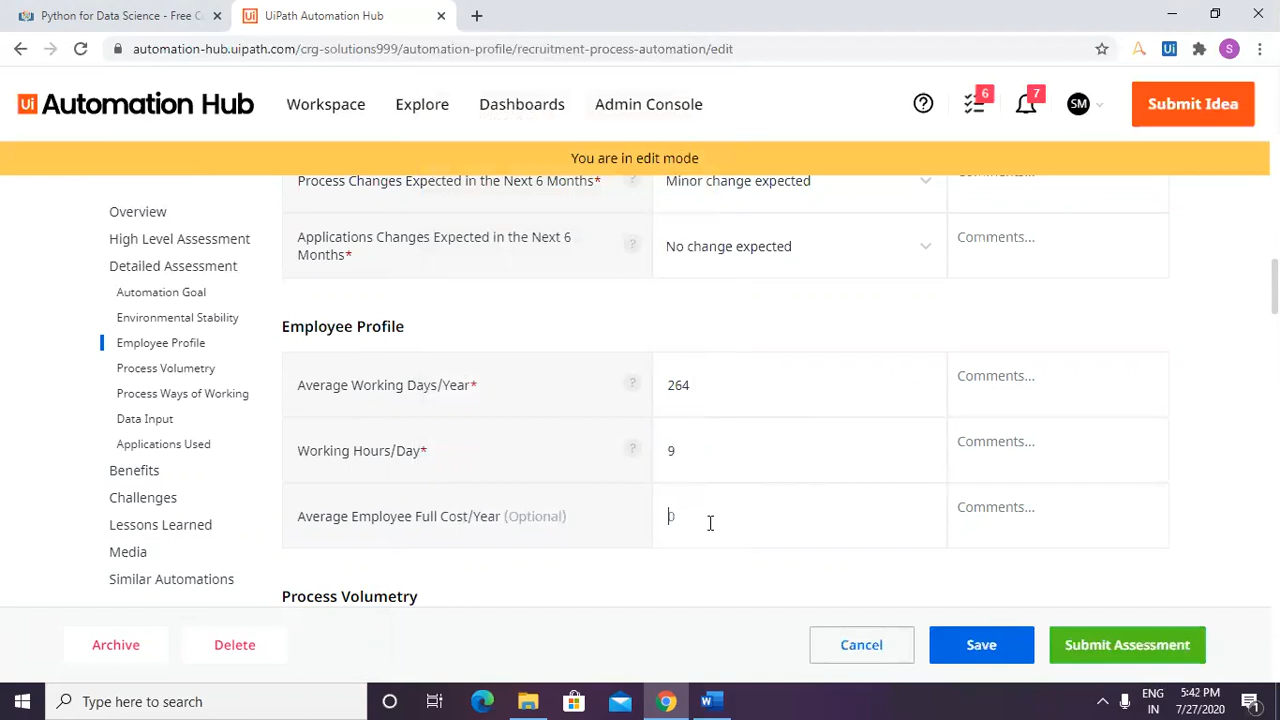 Python for Data Science - Free Co
UiPath Automation Hub
automation-hub.uipath.com/crg-solutions999/automation-profile/recruitment-process-automation/edit
Ui
S
Ui Automation Hub
Workspace
Explore
Dashboards
Admin Console
6
7
SM
Submit Idea
You are in edit mode
Process Changes Expected in the Next 6 Months*
?
Minor change expected
Overview
High Level Assessment
Detailed Assessment
Automation Goal
Environmental Stability
Employee Profile
Process Volumetry
Process Ways of Working
Data Input
Applications Used
Benefits
Challenges
Lessons Learned
Media
Similar Automations
Applications Changes Expected in the Next 6
Months*
?
No change expected
Comments...
Employee Profile
Average Working Days/Year*
?
264
Comments...
Working Hours/Day*
?
9
Comments...
Average Employee Full Cost/Year (Optional)
0
Comments...
Process Volumetry
Archive
Delete
Cancel
Save
Submit Assessment
Type here to search
ENG
IN
5:42 PM
7/27/2020
1